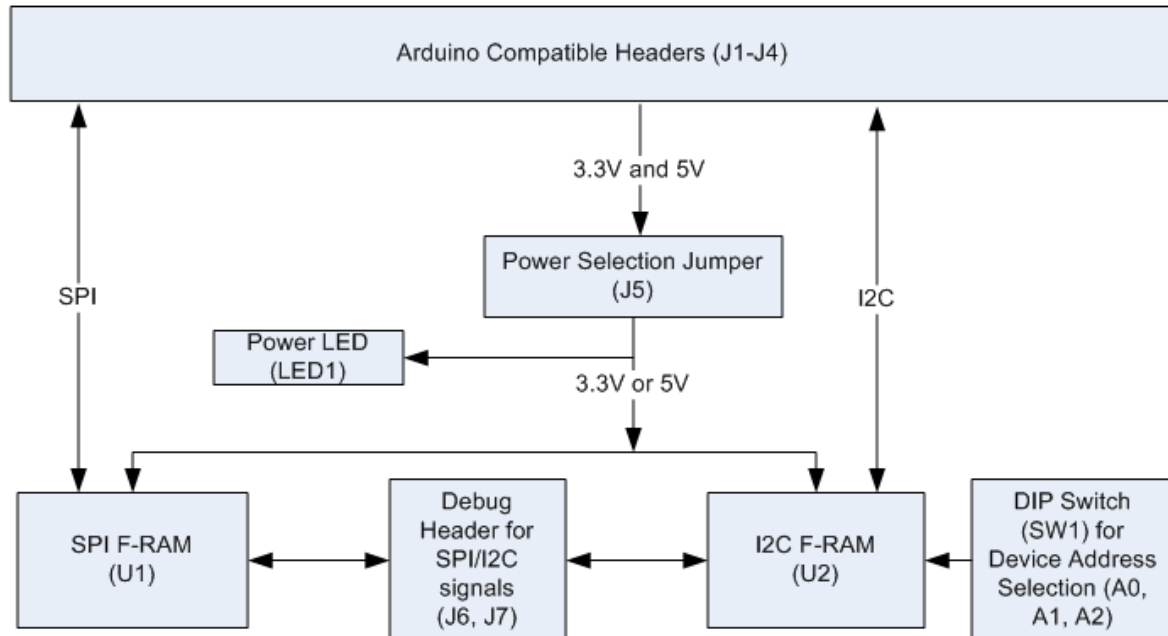 Arduino Compatible Headers (J1-J4)
3.3V and 5V
Power Selection Jumper
(J5)
SPI
I2C
Power LED
(LED1)
3.3V or 5V
SPI F-RAM
(U1)
Debug
Header for
SPI/I2C
signals
(J6, J7)
I2C F-RAM
(U2)
DIP Switch
(SW1) for
Device Address
Selection (A0,
A1, A2)